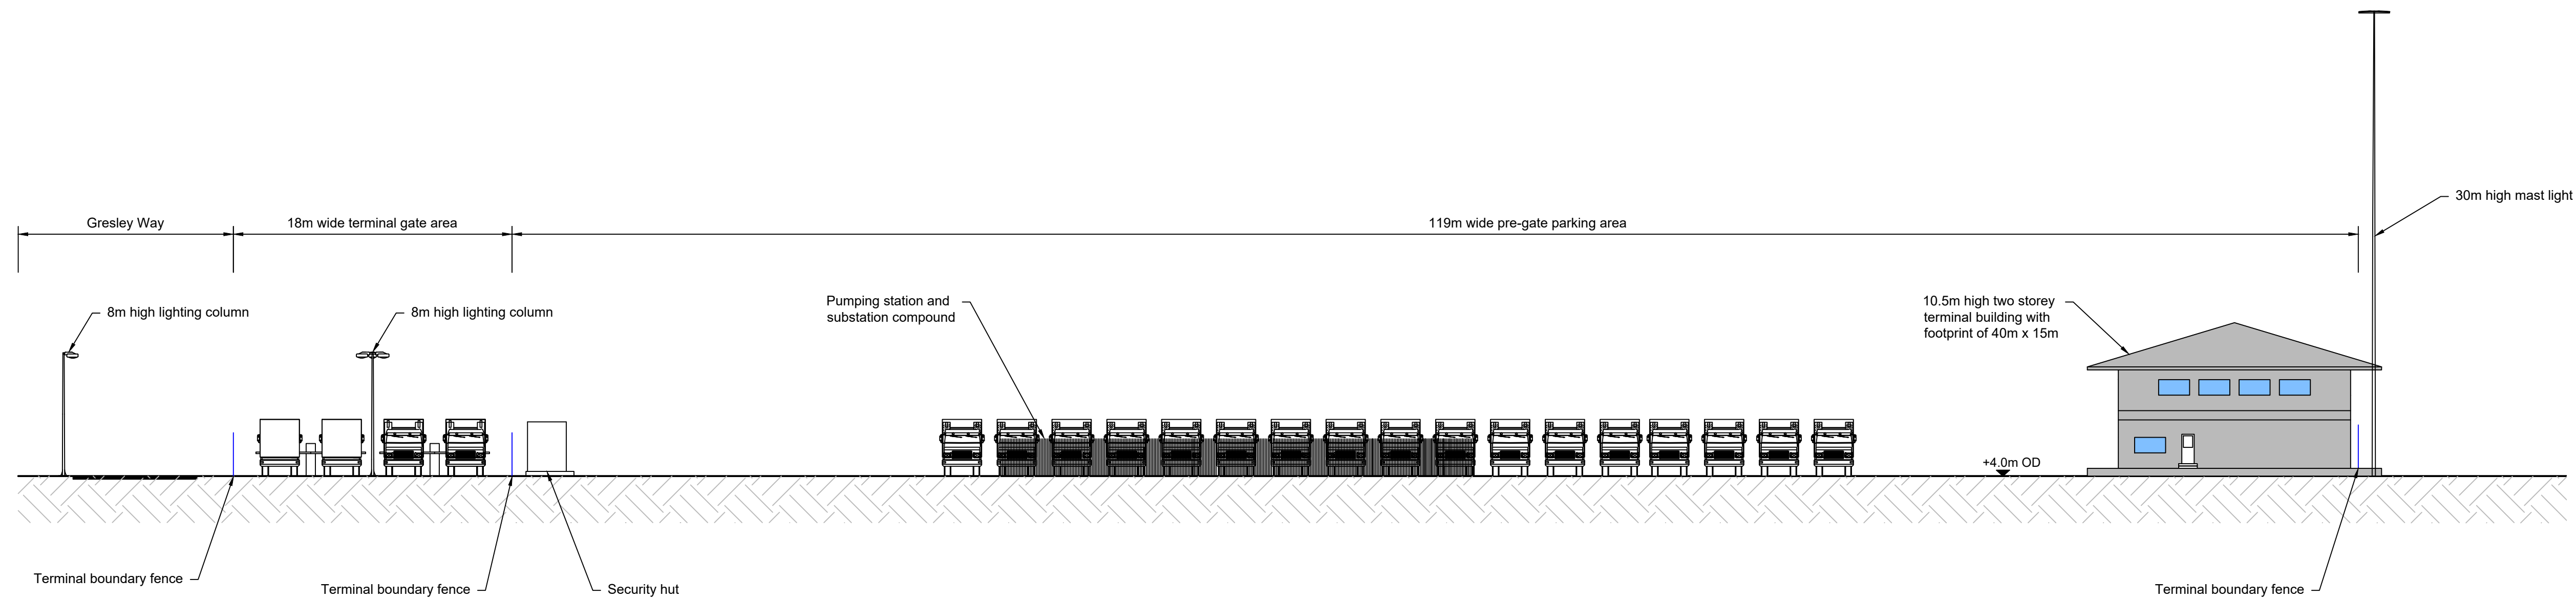 30m high mast light
Gresley Way
18m wide terminal gate area
119m wide pre-gate parking area
8m high lighting column
8m high lighting column
Pumping station and
substation compound
10.5m high two storey
terminal building with
footprint of 40m x 15m
+4.0m OD
Terminal boundary fence
Terminal boundary fence
Security hut
Terminal boundary fence